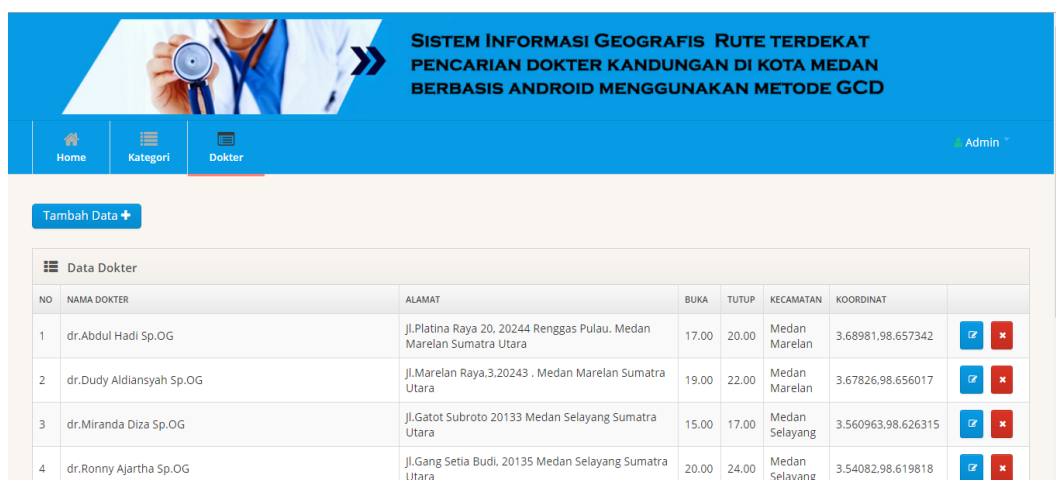 SISTEM INFORMASI GEOGRAFIS RUTE TERDEKAT
PENCARIAN DOKTER KANDUNGAN DI KOTA MEDAN
BERBASIS ANDROID MENGGUNAKAN METODE GCD
Home Kategori Dokter Admin
Tambah Data
Data Dokter
NO NAMA DOKTER ALAMAT BUKA TUTUP KECAMATAN KOORDINAT
1 dr.Abdul Hadi Sp.OG Jl.Platina Raya 20, 20244 Renggas Pulau. Medan 17.00 20.00 Medan 3.68981,98.657342
Marelan Sumatra Utara Marelan
2 dr.Dudy Aldiansyah Sp.OG Jl.Marelan Raya,3,20243 . Medan Marelan Sumatra 19.00 22.00 Medan 3.67826,98.656017
Utara Marelan
3 dr.Miranda Diza Sp.OG Jl.Gatot Subroto 20133 Medan Selayang Sumatra 15.00 17.00 Medan 3.560963,98.626315
Utara Selayang
4 dr.Ronny Ajartha Sp.OG Jl.Gang Setia Budi, 20135 Medan Selayang Sumatra 20.00 24.00 Medan 3.54082,98.619818
Utara Selayang